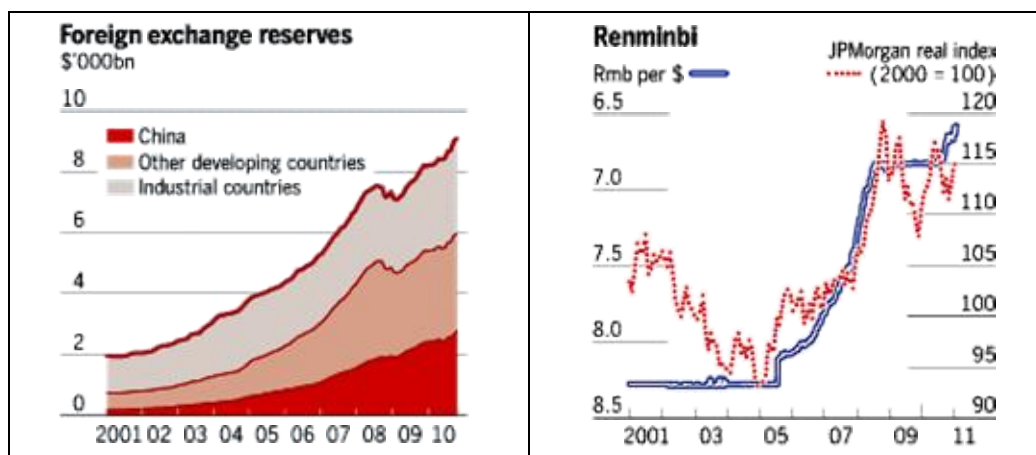 Foreign exchange reserves
$'000bn
10
China
8
Other developing countries
Industrial countries
6
4
2
0
2001 02 03 04 05 06 07 08 09 10
Renminbi
JPMorgan real index
Rmb per $
(2000 = 100)
6.5
120
115
7.0
110
7.5
105
100
8.0
95
8.5
90
2001 03 05 07 09 11